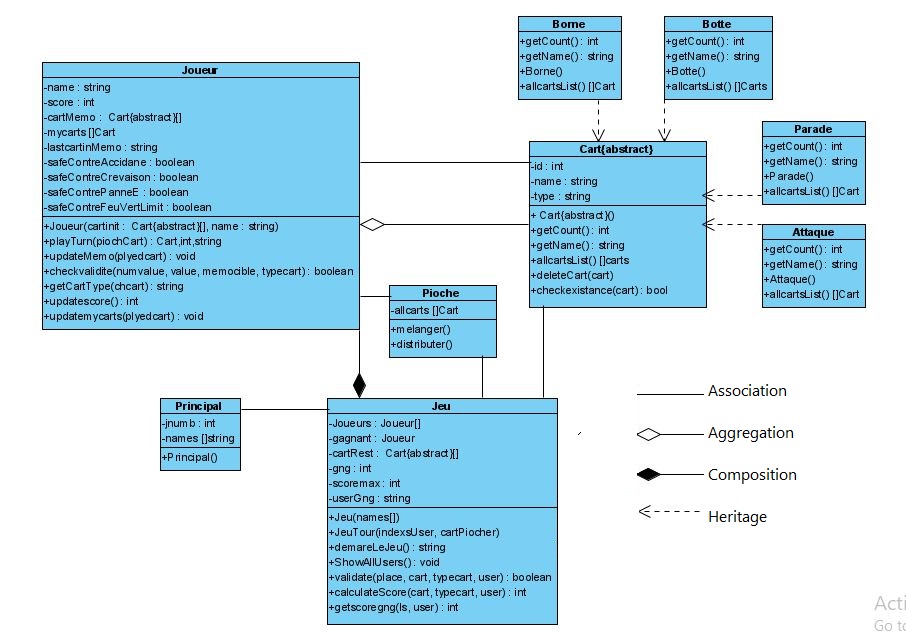 Borne
+getCount() : int
+getName() : string
+Borne()
+allcartsList() []Cart
Botte
+getCount() : int
+getName() : string
+Botte()
+allcartsList() []Carts
Joueur
-name : string
-score : int
-cartMemo : Cart{abstract}[]
-mycarts []Cart
-lastcartinMemo : string
-safeContreAccidane : boolean
-safeContreCrevaison : boolean
-safeContrePanneE : boolean
-safeContreFeuVertLimit : boolean
+Joueur(cartinit : Cart{abstract}[], name : string)
+playTurn(piochCart) : Cart,int,string
+updateMemo(plyedcart) : void
+checkvalidite(numvalue, value, memocible, typecart) : boolean
+getCartType(chcart) : string
+updatescore() : int
+updatemycarts(plyedcart) : void
Cart{abstract}
-id : int
-name : string
-type : string
+ Cart{abstract}()
+getCount() : int
+getName() : string
+allcartsList() []carts
+deleteCart(cart)
+checkexistance(cart) : bool
Parade
+getCount() : int
+getName() : string
+Parade()
+allcartsList() []Cart
Attaque
+getCount() : int
+getName() : string
+Attaque()
+allcartsList() []Cart
Pioche
-allcarts []Cart
+melanger()
+distributer()
Principal
-jnumb : int
-names []string
+Principal()
Jeu
-Joueurs : Joueur[]
-gagnant : Joueur
-cartRest : Cart{abstract}[]
-gng : int
-scoremax : int
-userGng : string
+Jeu(names[])
+JeuTour(indexsUser, cartPiocher)
+demareLeJeu() : string
+ShowAllUsers() : void
+validate(place, cart, typecart, user) : boolean
+calculateScore(cart, typecart, user) : int
+getscoregng(ls, user) : int
Association
Aggregation
Composition
Heritage
Acti
Go to